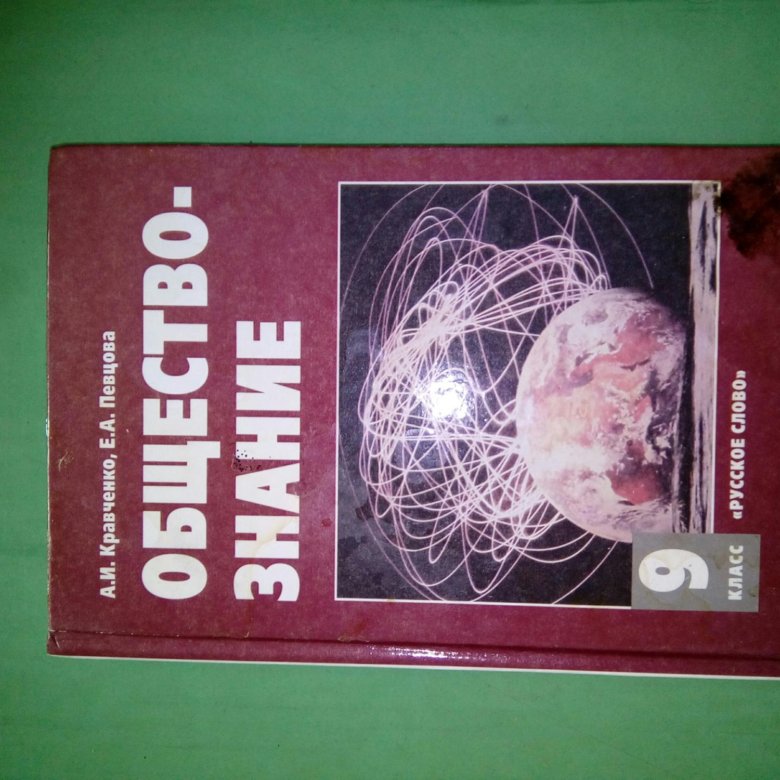 А.И. Кравченко, Е.А. Певцова
ОБЩЕСТВО-
ЗНАНИЕ
9
КЛАСС
«РУССКОЕ СЛОВО»